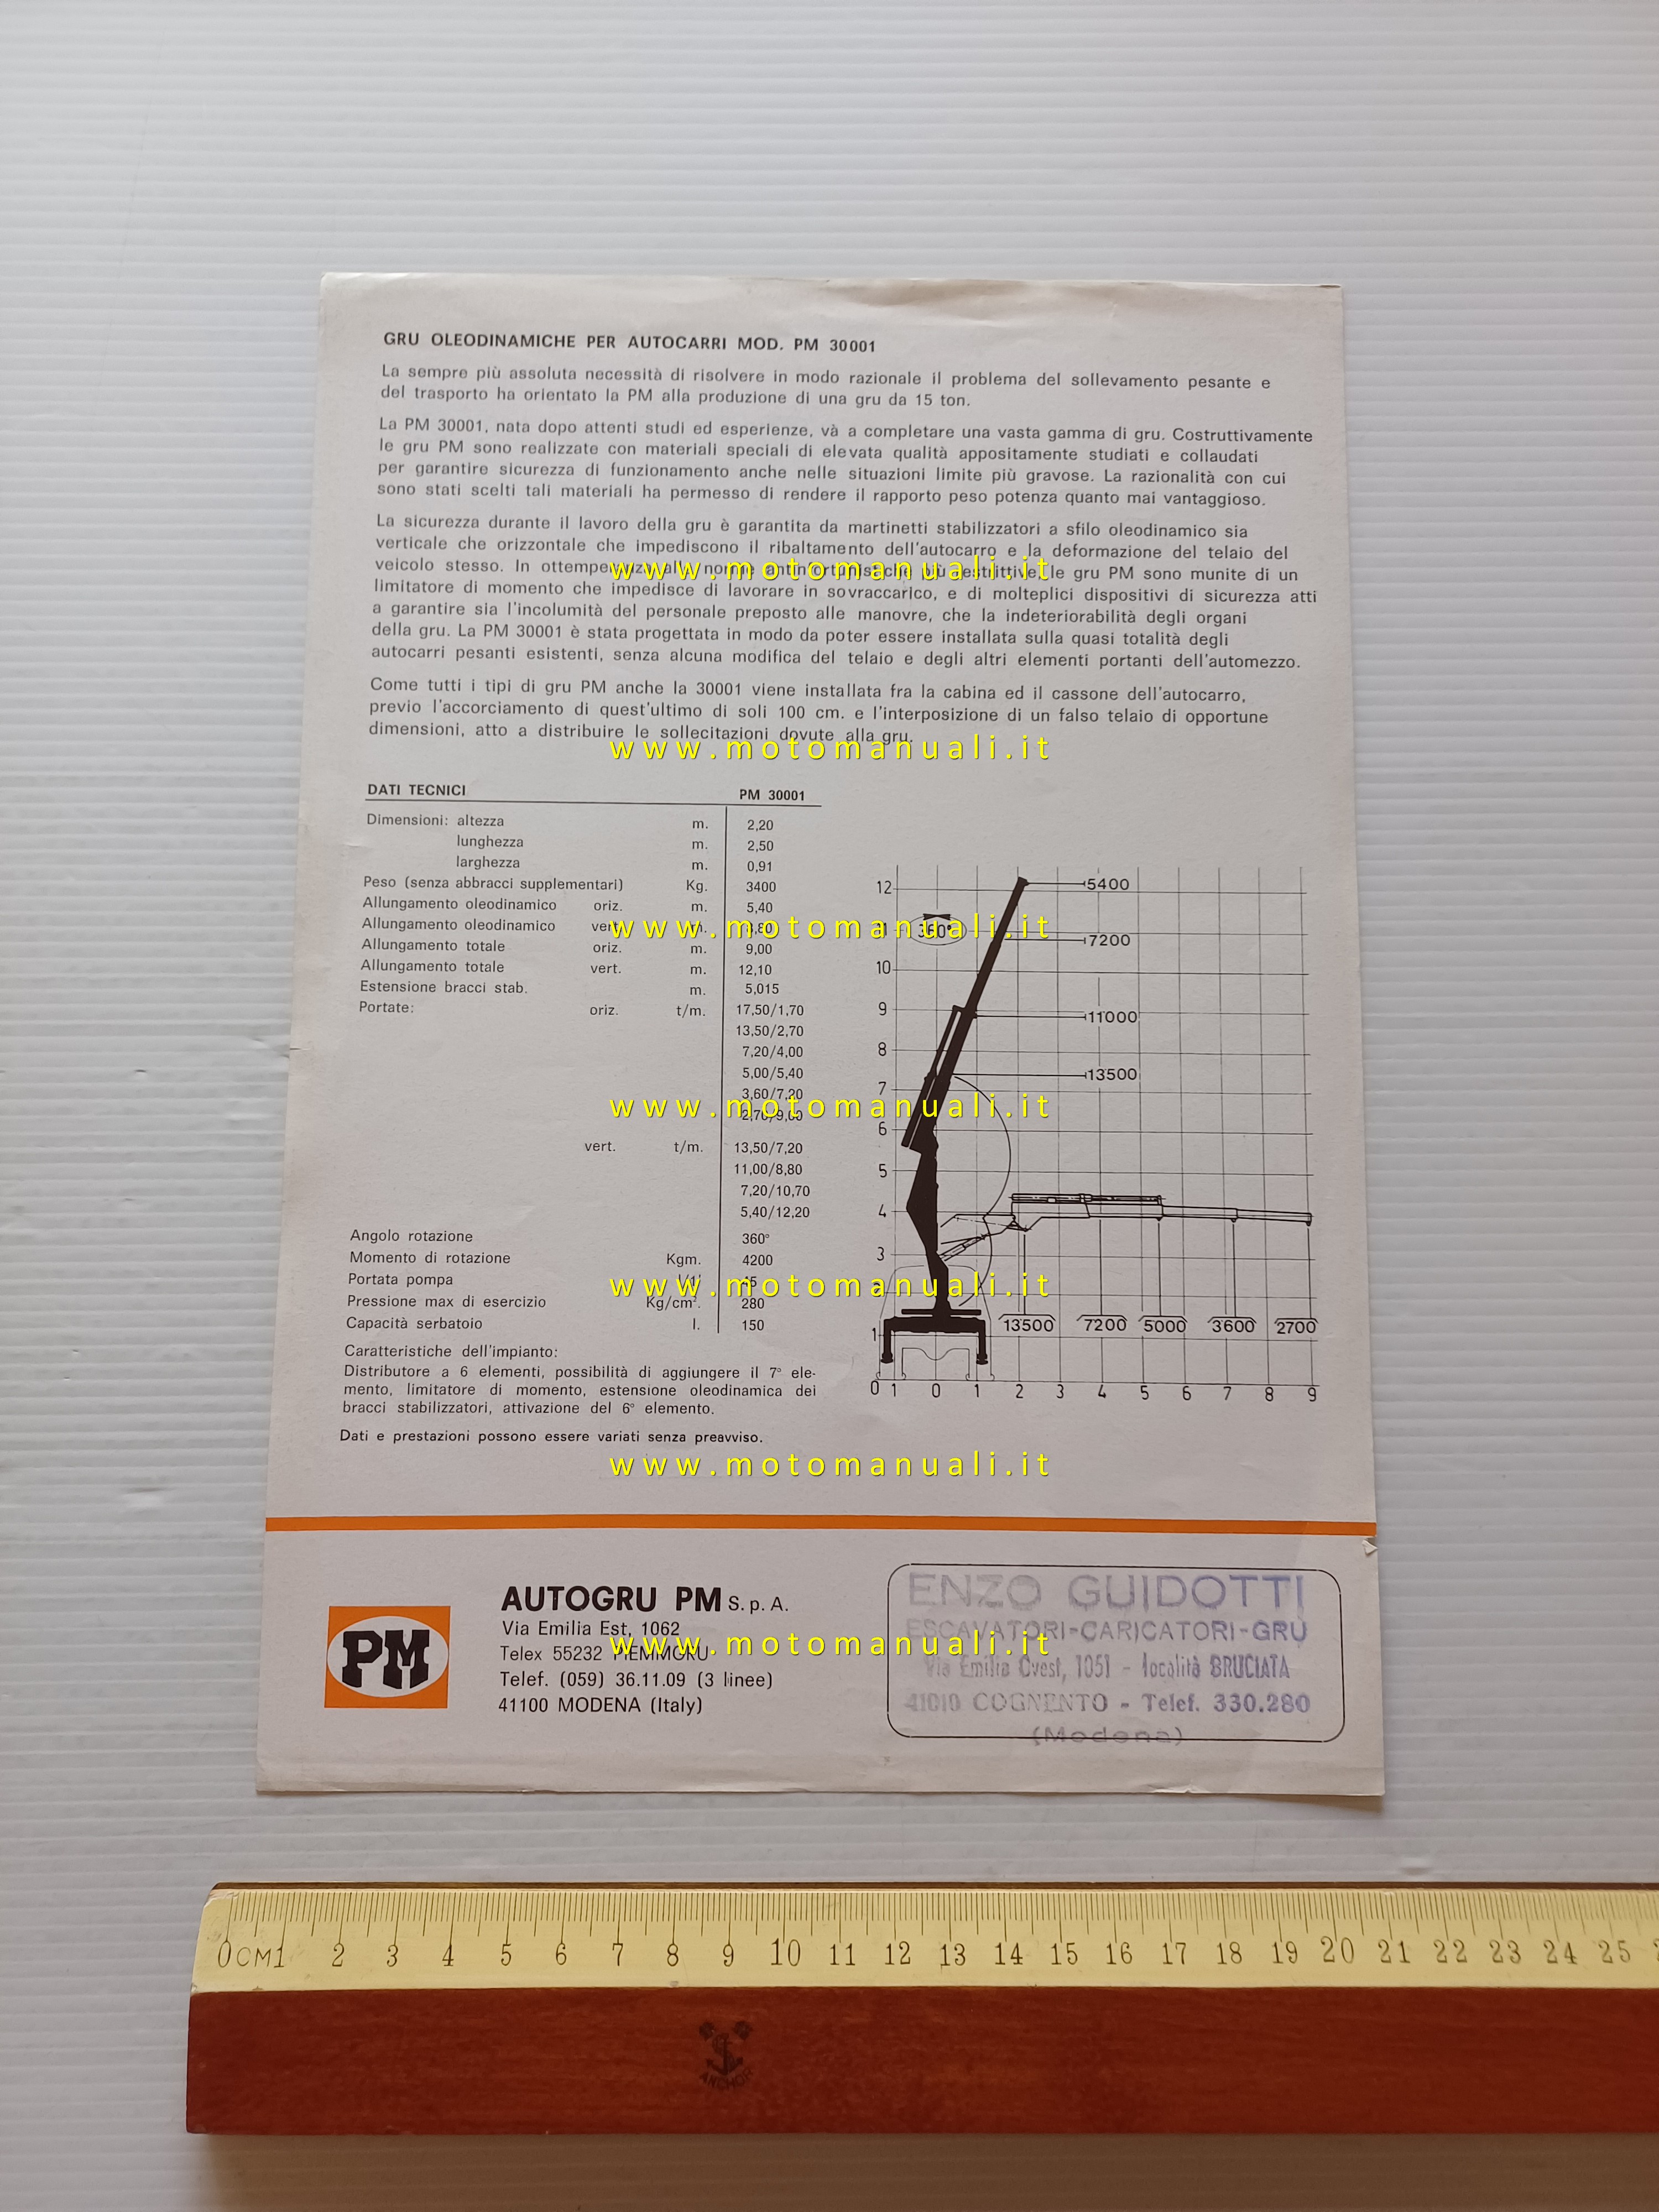 GRU OLEODINAMICHE PER AUTOCARRI MOD. PM 30001
La sempre più assoluta necessità di risolvere in modo razionale il problema del sollevamento pesante e
del trasporto ha orientato la PM alla produzione di una gru da 15 ton.
La PM 30001, nata dopo attenti studi ed esperienze, và a completare una vasta gamma di gru. Costruttivamente
le gru PM sono realizzate con materiali speciali di elevata qualità appositamente studiati e collaudati
per garantire sicurezza di funzionamento anche nelle situazioni limite più gravose. La razionalità con cui
sono stati scelti tali materiali ha permesso di rendere il rapporto peso potenza quanto mai vantaggioso.
La sicurezza durante il lavoro della gru è garantita da martinetti stabilizzatori a sfilo oleodinamico sia
verticale che orizzontale che impediscono il ribaltamento dell'autocarro e la deformazione del telaio del
veicolo stesso. In ottemperanza alle norme antinfortunistiche più restrittive, le gru PM sono munite di un
www.motomanuali.it
limitatore di momento che impedisce di lavorare in sovraccarico, e di molteplici dispositivi di sicurezza atti
a garantire sia l'incolumità del personale preposto alle manovre, che la indeteriorabilità degli organi
della gru. La PM 30001 è stata progettata in modo da poter essere installata sulla quasi totalità degli
autocarri pesanti esistenti, senza alcuna modifica del telaio e degli altri elementi portanti dell'automezzo.
Come tutti i tipi di gru PM anche la 30001 viene installata fra la cabina ed il cassone dell'autocarro,
previo l'accorciamento di quest'ultimo di soli 100 cm. e l'interposizione di un falso telaio di opportune
dimensioni, atto a distribuire le sollecitazioni dovute alla gru.
www.motomanuali.it
DATI TECNICI PM 30001
Dimensioni: altezza m. 2,20
lunghezza m. 2,50
larghezza m. 0,91
Peso (senza abbracci supplementari) Kg. 3400
Allungamento oleodinamico oriz. m. 5,40
Allungamento oleodinamico vert. m.
www.motomanuali.it
Allungamento totale oriz. m. 9,00
Allungamento totale vert. m. 12,10
Estensione bracci stab. m. 5,015
Portate: oriz. t/m. 17,50/1,70
13,50/2,70
7,20/4,00
5,00/5,40
3,60/7,20
2,70/9,00
www.motomanuali.it
vert. t/m. 13,50/7,20
11,00/8,80
7,20/10,70
5,40/12,20
Angolo rotazione 360°
Momento di rotazione Kgm. 4200
Portata pompa l/1' 45
www.motomanuali.it
Pressione max di esercizio Kg/cm². 280
Capacità serbatoio l. 150
Caratteristiche dell'impianto:
Distributore a 6 elementi, possibilità di aggiungere il 7° ele-
mento, limitatore di momento, estensione oleodinamica dei
bracci stabilizzatori, attivazione del 6° elemento.
Dati e prestazioni possono essere variati senza preavviso.
www.motomanuali.it
12
10
9
8
7
6
5
4
3
1
0
360°
5400
7200
11000
13500
13500 7200 5000 3600 2700
1 0 1 2 3 4 5 6 7 8 9
PM
AUTOGRU PM S.p.A.
Via Emilia Est, 1062
Telex 55232 PIEMMGRU
www.motomanuali.it
Telef. (059) 36.11.09 (3 linee)
41100 MODENA (Italy)
ENZO GUIDOTTI
ESCAVATORI-CARICATORI-GRU
Via Emilia Ovest, 1051 - località BRUCIATA
41010 COGNENTO - Telef. 330.280
(Modena)
0CM1 2 3 4 5 6 7 8 9 10 11 12 13 14 15 16 17 18 19 20 21 22 23 24 25
ANCHOR